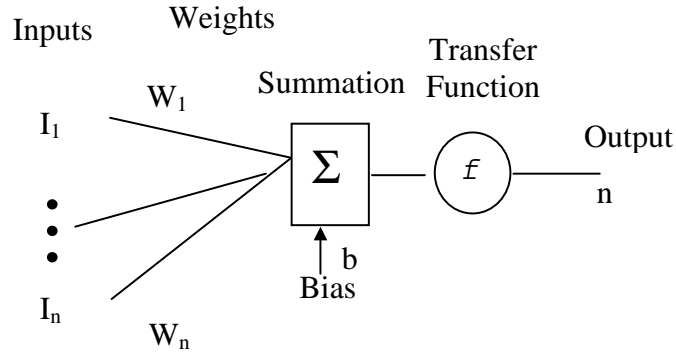 Inputs
Weights
Transfer
Function
Summation
W₁
I₁
Σ
f
Output
n
b
Bias
Iₙ
Wₙ